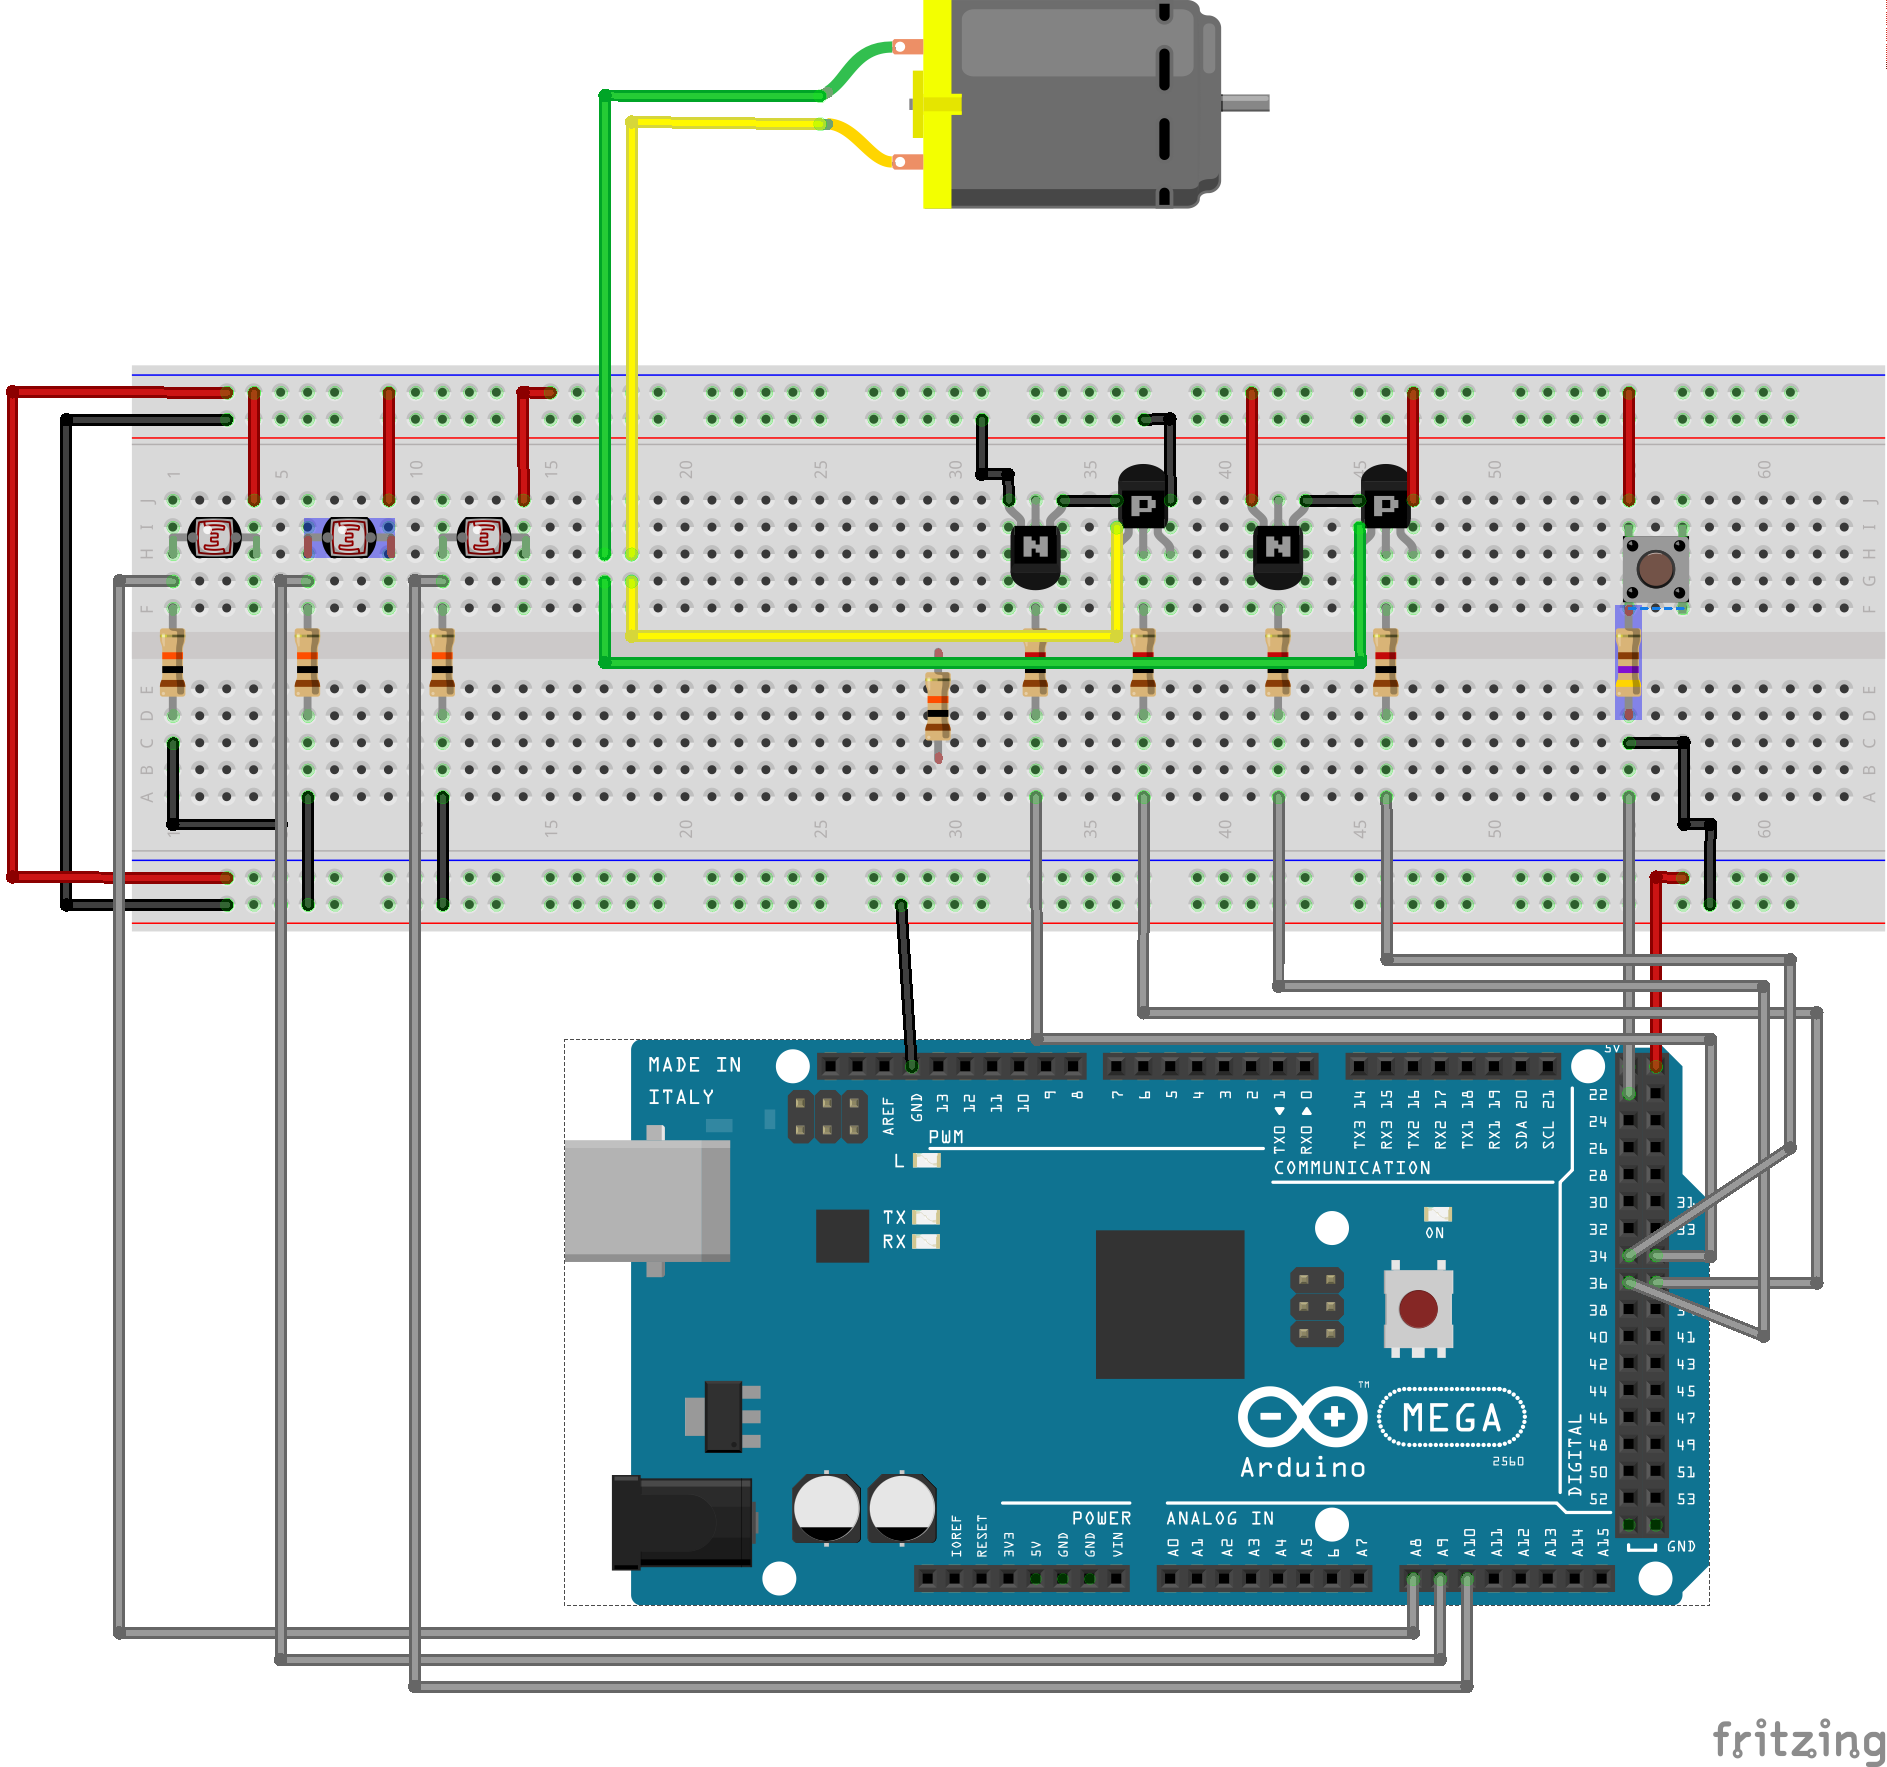 1 5 10 15 20 25 30 35 40 45 50 60
J J
I I
H H
G
F F
N P N P
E E
D D
C C
B B
A A
1 15 20 25 30 35 40 45 50 60
MADE IN
ITALY
5V
AREF GND 13 12 11 10 9 8 7 6 5 4 3 2 TX0 1 RX0 0 TX3 14 RX3 15 TX2 16 RX2 17 TX1 18 RX1 19 SDA 20 SCL 21
PWM
L
COMMUNICATION
TX
RX
ON
22
24
26
28
30 31
32 33
34
36
38
40 41
42 43
44 45
46 47
48 49
50 51
52 53
DIGITAL
TM
MEGA
2560
Arduino
POWER
ANALOG IN
IOREF RESET 3V3 5V GND GND VIN A0 A1 A2 A3 A4 A5 6 A7 A8 A9 A10 A11 A12 A13 A14 A15
GND
fritzing